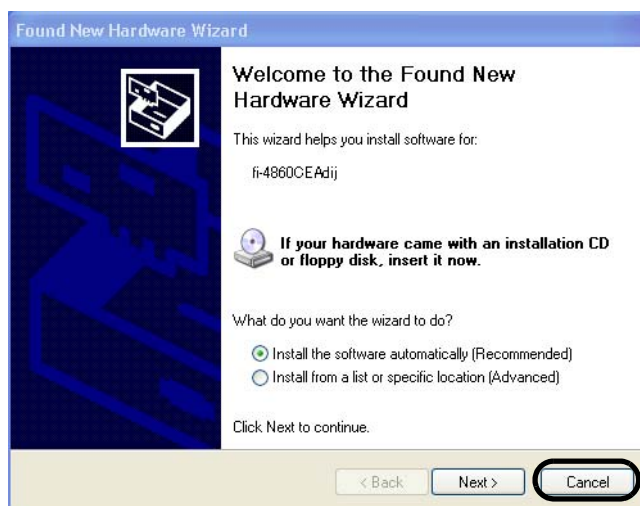 Found New Hardware Wizard
Welcome to the Found New
Hardware Wizard
This wizard helps you install software for:
fi-4860CEAdij
If your hardware came with an installation CD
or floppy disk, insert it now.
What do you want the wizard to do?
Install the software automatically (Recommended)
Install from a list or specific location (Advanced)
Click Next to continue.
< Back
Next >
Cancel